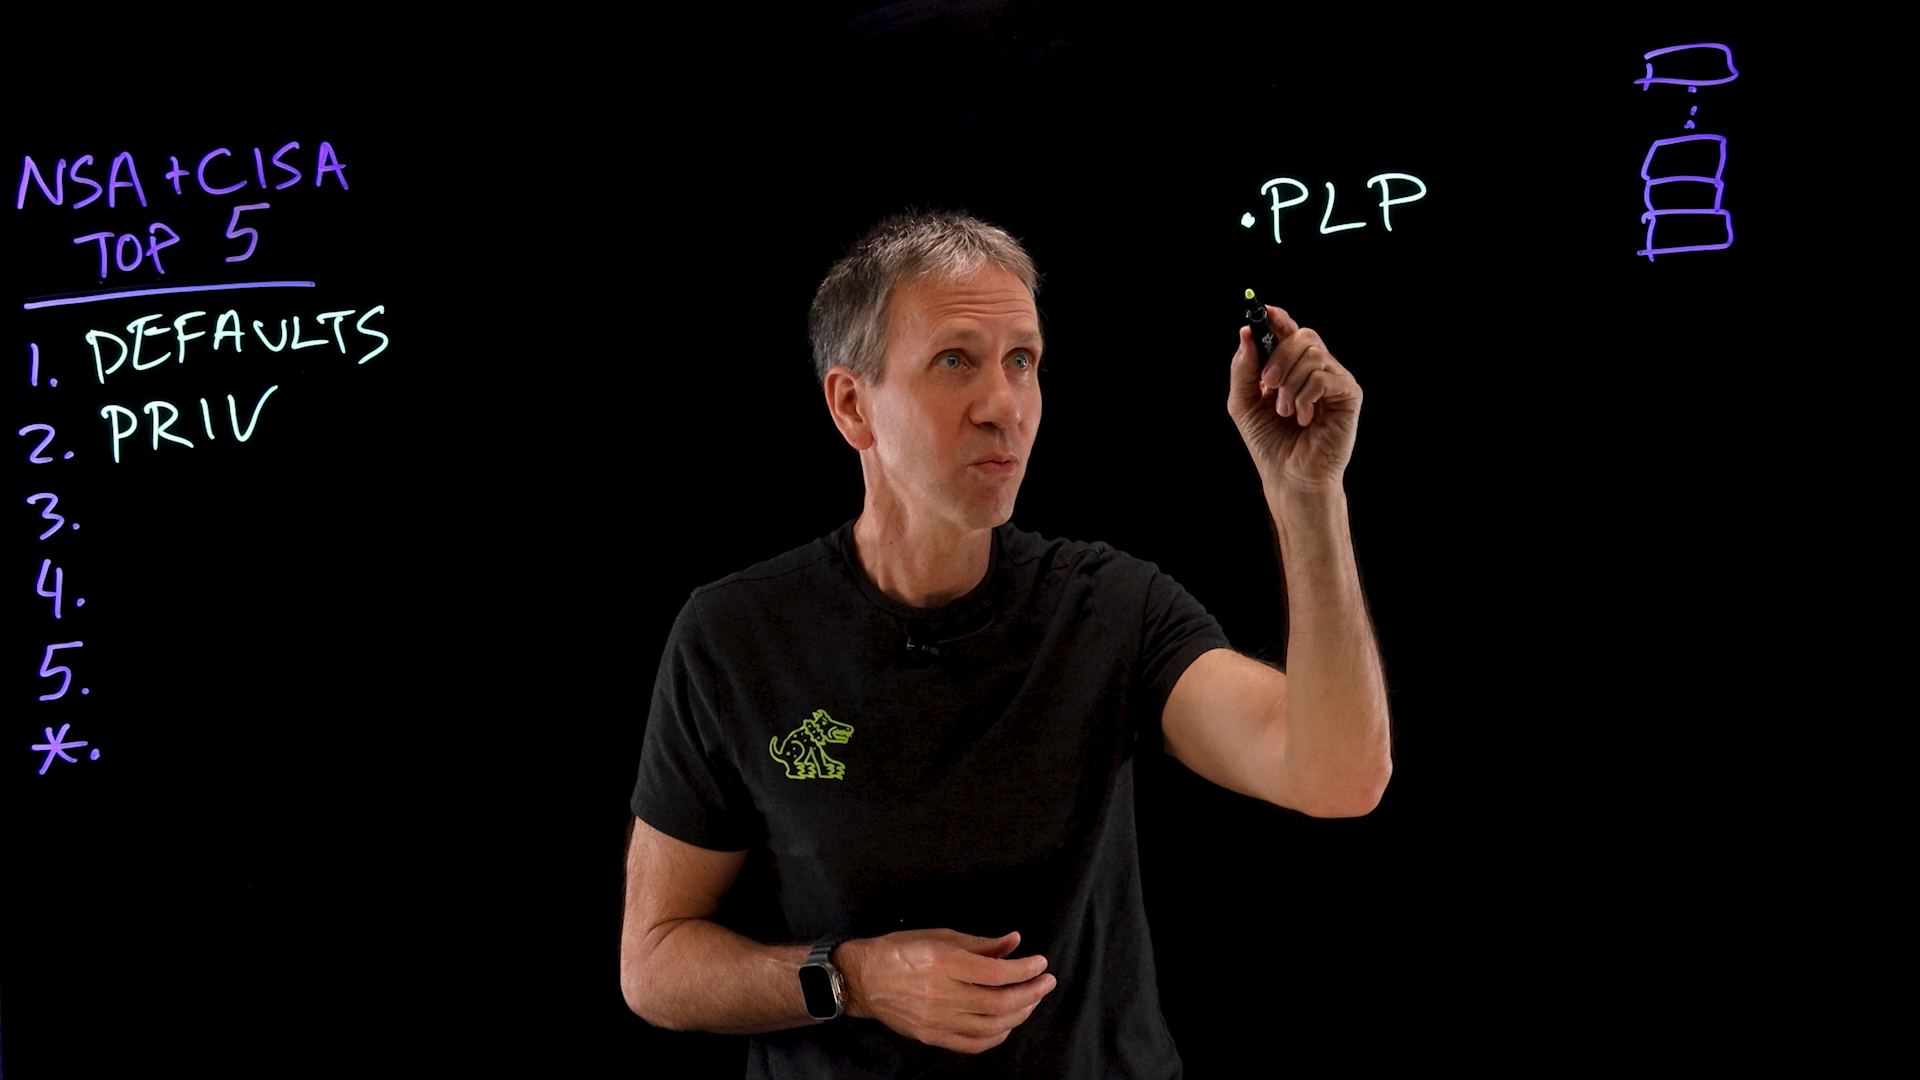 NSA + CISA
TOP 5
1. DEFAULTS
2. PRIV
3.
4.
5.
*.
• PLP